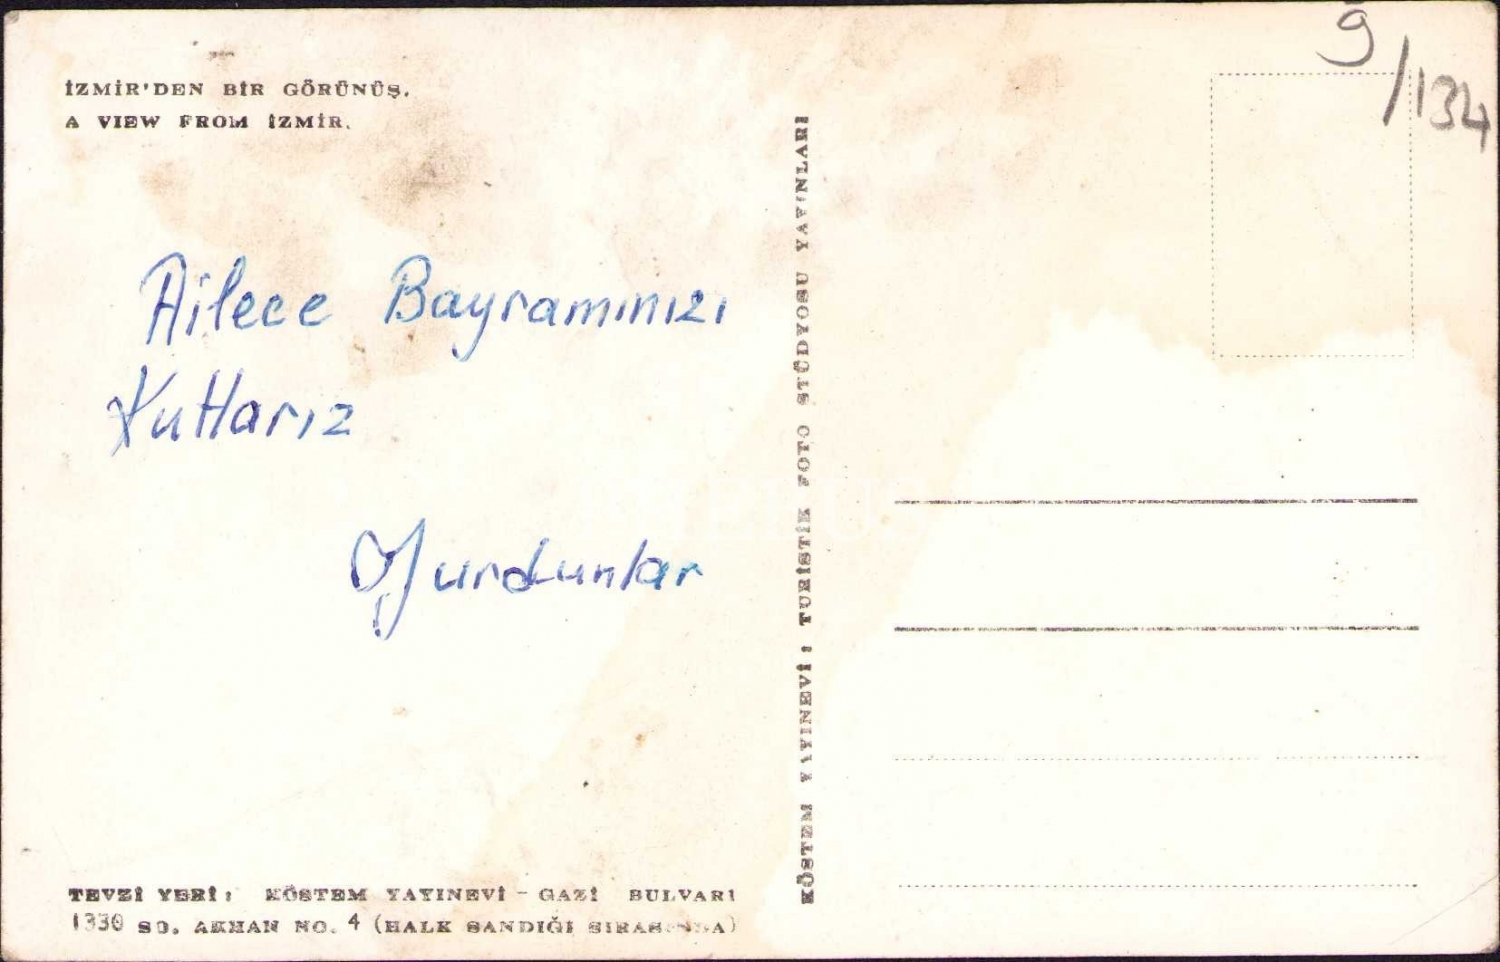 İZMİR'DEN BİR GÖRÜNÜŞ.
A VIEW FROM İZMİR.
9/134
Ailece Bayramınızı
Kutlarız
Yurdunlar
KÖSTEM YAYINEVİ : TURİSTİK FOTO STÜDYOSU YAYINLARI
TEVZİ YERİ : KÖSTEM YAYINEVİ - GAZİ BULVARI
1330 SO. AKHAN NO. 4 (HALK SANDIĞI SIRASINDA)